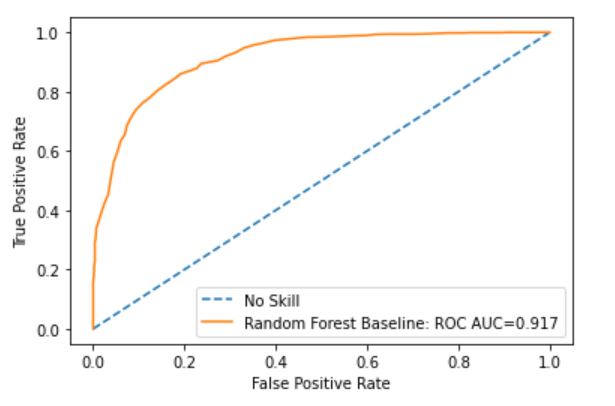 1.0
0.8
0.6
0.4
0.2
0.0
True Positive Rate
No Skill
Random Forest Baseline: ROC AUC=0.917
0.0 0.2 0.4 0.6 0.8 1.0
False Positive Rate